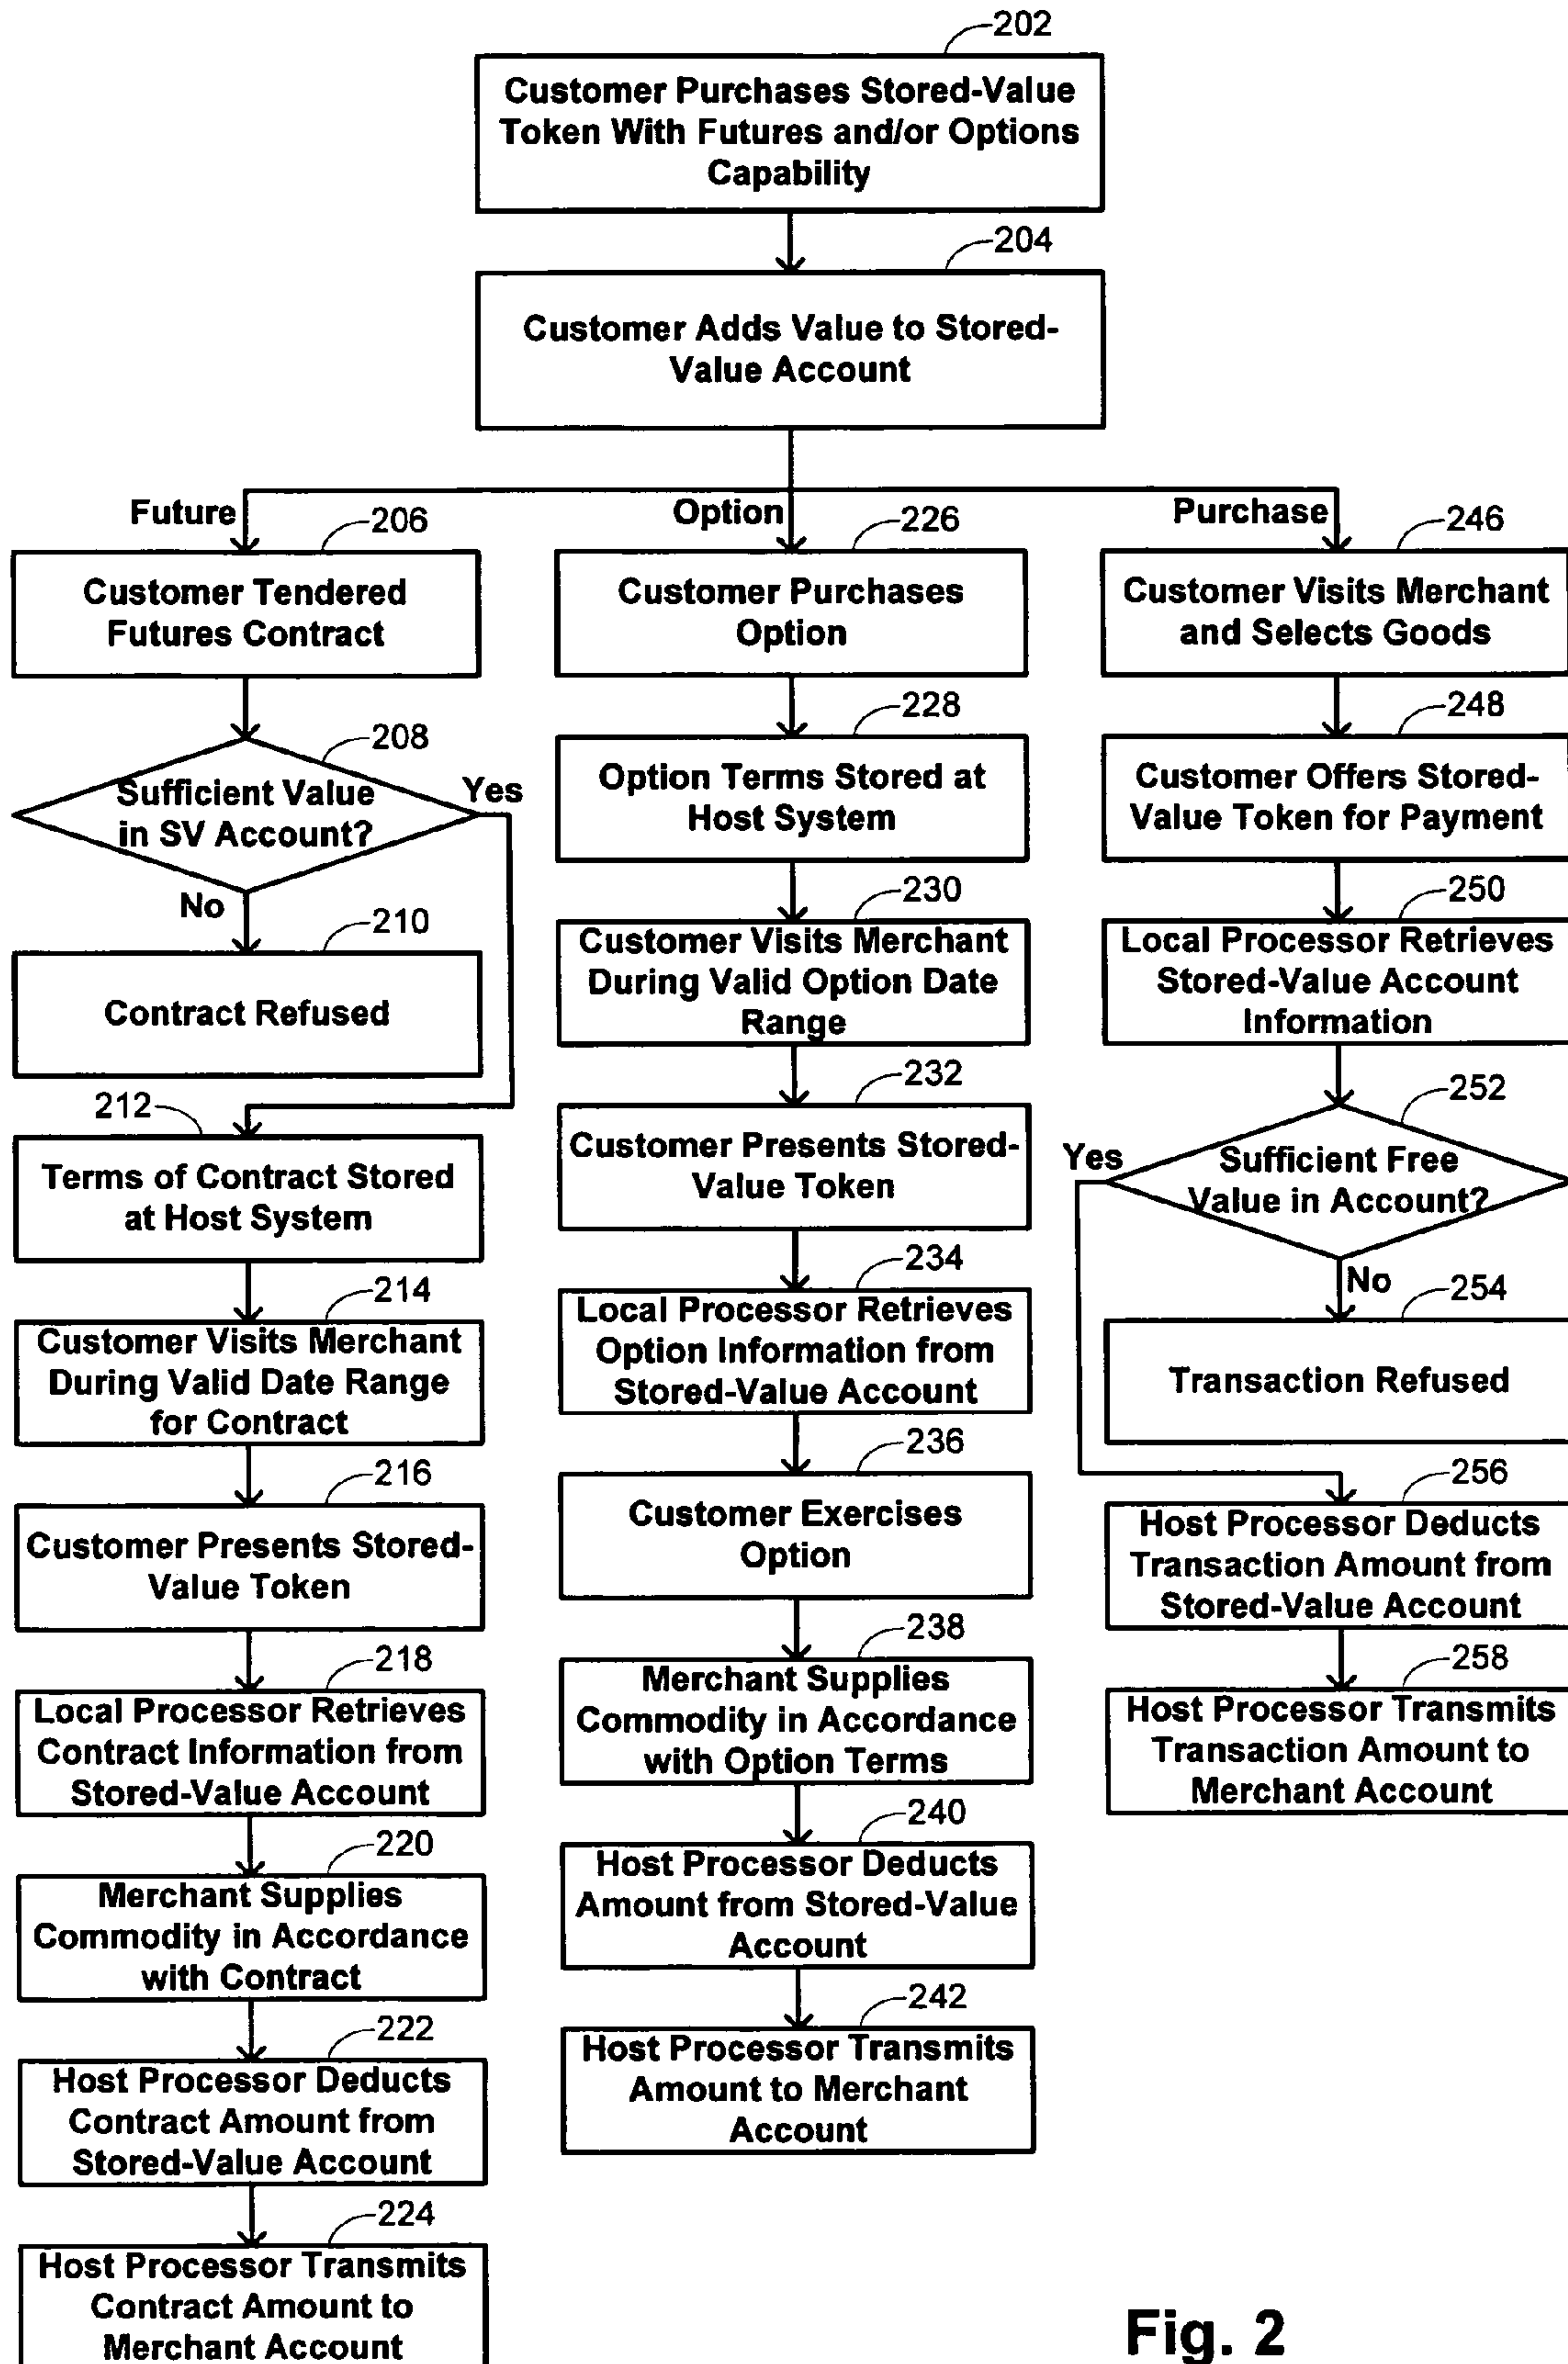 202
Customer Purchases Stored-Value
Token With Futures and/or Options
Capability
204
Customer Adds Value to Stored-
Value Account
Future
206
Customer Tendered
Futures Contract
208
Sufficient Value
in SV Account?
Yes
No
210
Contract Refused
212
Terms of Contract Stored
at Host System
214
Customer Visits Merchant
During Valid Date Range
for Contract
216
Customer Presents Stored-
Value Token
218
Local Processor Retrieves
Contract Information from
Stored-Value Account
220
Merchant Supplies
Commodity in Accordance
with Contract
222
Host Processor Deducts
Contract Amount from
Stored-Value Account
224
Host Processor Transmits
Contract Amount to
Merchant Account
Option
226
Customer Purchases
Option
228
Option Terms Stored at
Host System
230
Customer Visits Merchant
During Valid Option Date
Range
232
Customer Presents Stored-
Value Token
234
Local Processor Retrieves
Option Information from
Stored-Value Account
236
Customer Exercises
Option
238
Merchant Supplies
Commodity in Accordance
with Option Terms
240
Host Processor Deducts
Amount from Stored-Value
Account
242
Host Processor Transmits
Amount to Merchant
Account
Purchase
246
Customer Visits Merchant
and Selects Goods
248
Customer Offers Stored-
Value Token for Payment
250
Local Processor Retrieves
Stored-Value Account
Information
252
Yes
Sufficient Free
Value in Account?
No
254
Transaction Refused
256
Host Processor Deducts
Transaction Amount from
Stored-Value Account
258
Host Processor Transmits
Transaction Amount to
Merchant Account
Fig. 2